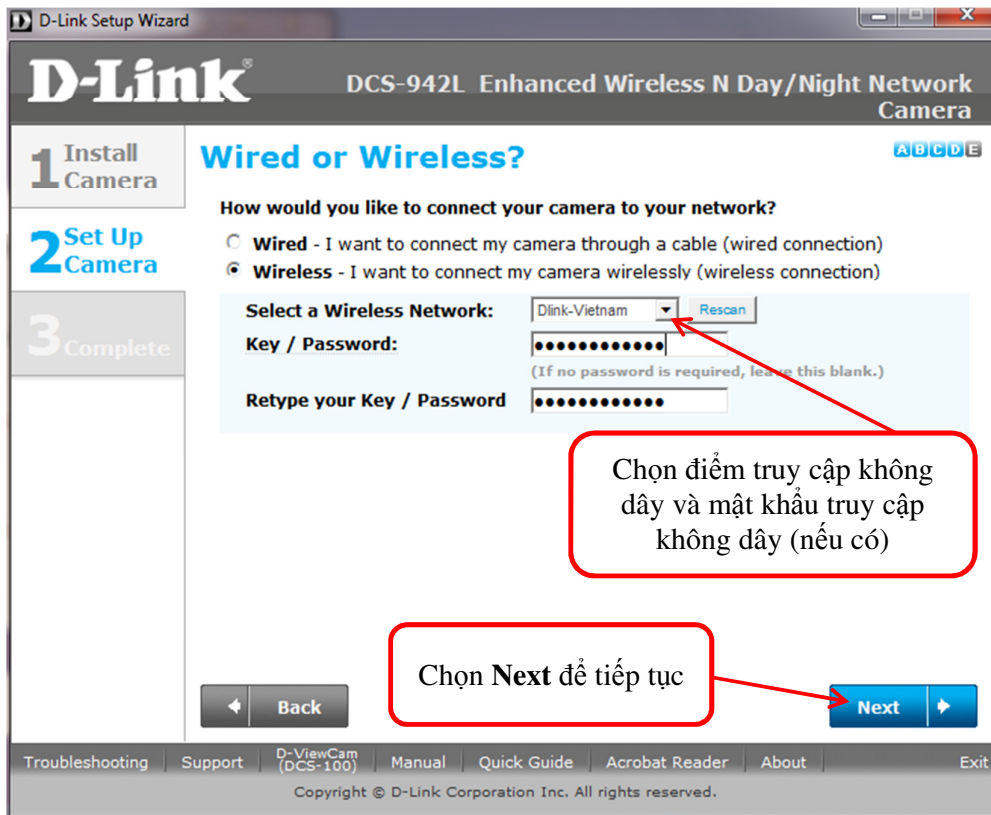 D-Link Setup Wizard
D-Link®
DCS-942L Enhanced Wireless N Day/Night Network
Camera
1 Install
Camera
2 Set Up
Camera
3 Complete
Wired or Wireless?
A B C D E
How would you like to connect your camera to your network?
Wired - I want to connect my camera through a cable (wired connection)
Wireless - I want to connect my camera wirelessly (wireless connection)
Select a Wireless Network: Dlink-Vietnam Rescan
Key / Password: ●●●●●●●●●●●●
(If no password is required, leave this blank.)
Retype your Key / Password ●●●●●●●●●●●●
Chọn điểm truy cập không
dây và mật khẩu truy cập
không dây (nếu có)
Chọn Next để tiếp tục
Back
Next
Troubleshooting Support D-ViewCam (DCS-100) Manual Quick Guide Acrobat Reader About Exit
Copyright © D-Link Corporation Inc. All rights reserved.